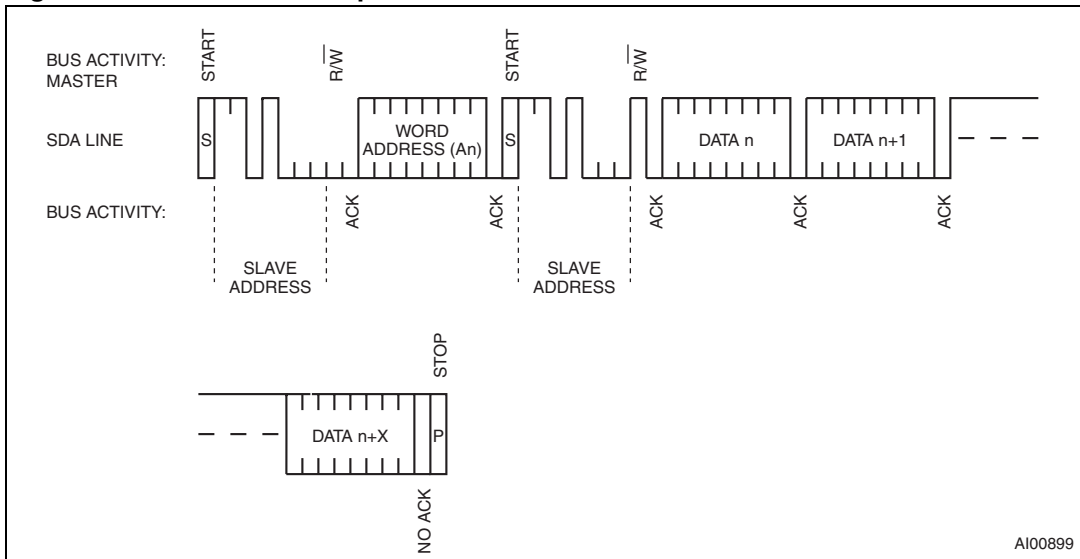 BUS ACTIVITY:
MASTER
START
R/W
START
R/W
SDA LINE
S
WORD
ADDRESS (An)
S
DATA n
DATA n+1
BUS ACTIVITY:
ACK
ACK
ACK
ACK
ACK
SLAVE
ADDRESS
SLAVE
ADDRESS
STOP
DATA n+X
P
NO ACK
AI00899